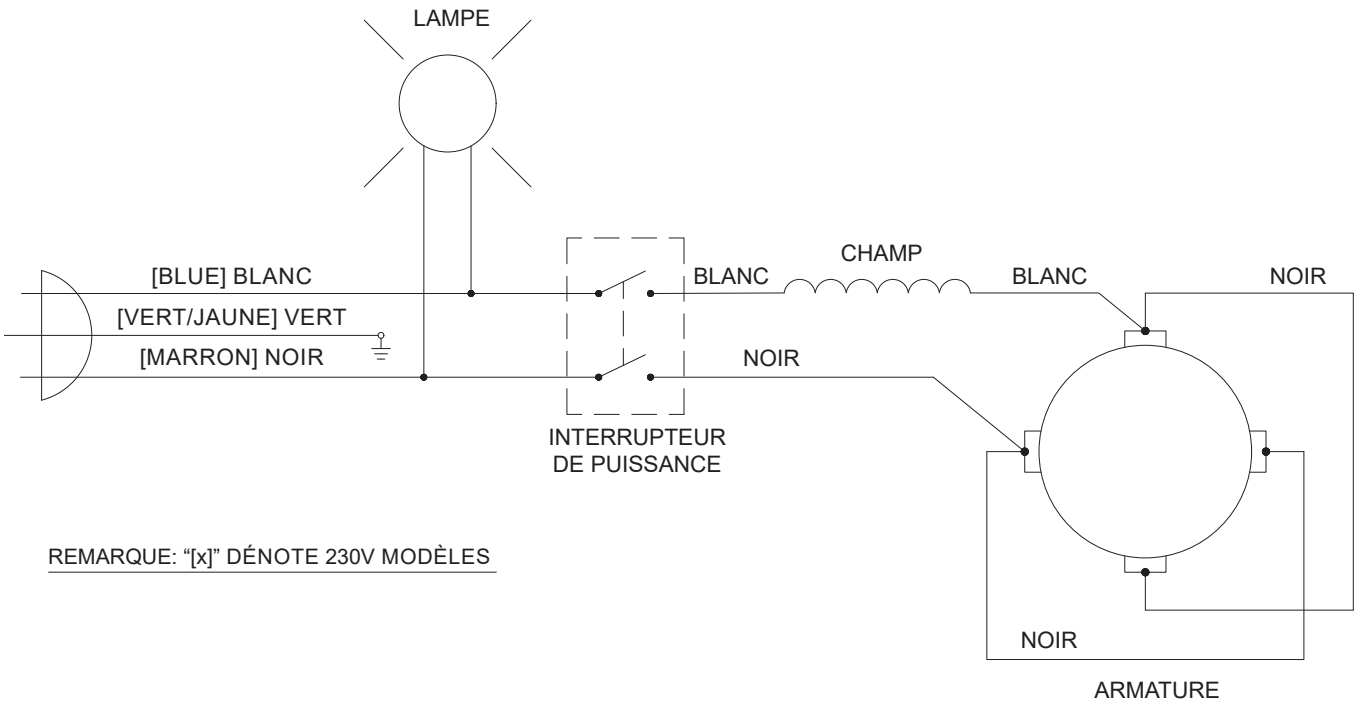 LAMPE
[BLUE] BLANC
[VERT/JAUNE] VERT
[MARRON] NOIR
INTERRUPTEUR
DE PUISSANCE
BLANC
CHAMP
BLANC
NOIR
NOIR
NOIR
ARMATURE
REMARQUE: “[x]” DÉNOTE 230V MODÈLES